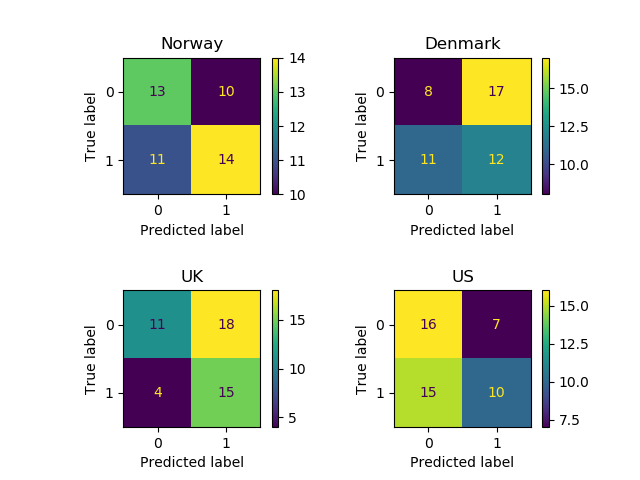 Norway
True label
0
1
13 10
11 14
0 1
Predicted label
14
13
12
11
10
Denmark
True label
0
1
8 17
11 12
0 1
Predicted label
15.0
12.5
10.0
UK
True label
0
1
11 18
4 15
0 1
Predicted label
15
10
5
US
True label
0
1
16 7
15 10
0 1
Predicted label
15.0
12.5
10.0
7.5